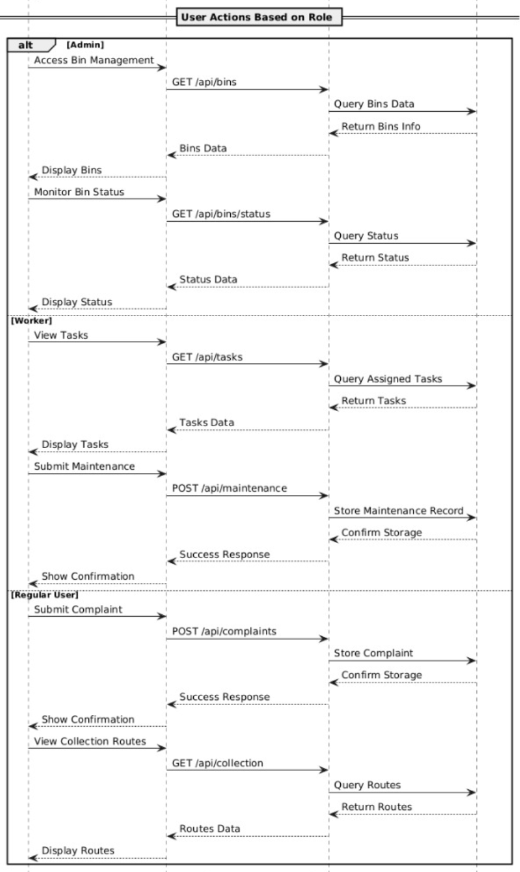 User Actions Based on Role
alt [Admin]
Access Bin Management
GET /api/bins
Query Bins Data
Return Bins Info
Bins Data
Display Bins
Monitor Bin Status
GET /api/bins/status
Query Status
Return Status
Status Data
Display Status
[Worker]
View Tasks
GET /api/tasks
Query Assigned Tasks
Return Tasks
Tasks Data
Display Tasks
Submit Maintenance
POST /api/maintenance
Store Maintenance Record
Confirm Storage
Success Response
Show Confirmation
[Regular User]
Submit Complaint
POST /api/complaints
Store Complaint
Confirm Storage
Success Response
Show Confirmation
View Collection Routes
GET /api/collection
Query Routes
Return Routes
Routes Data
Display Routes